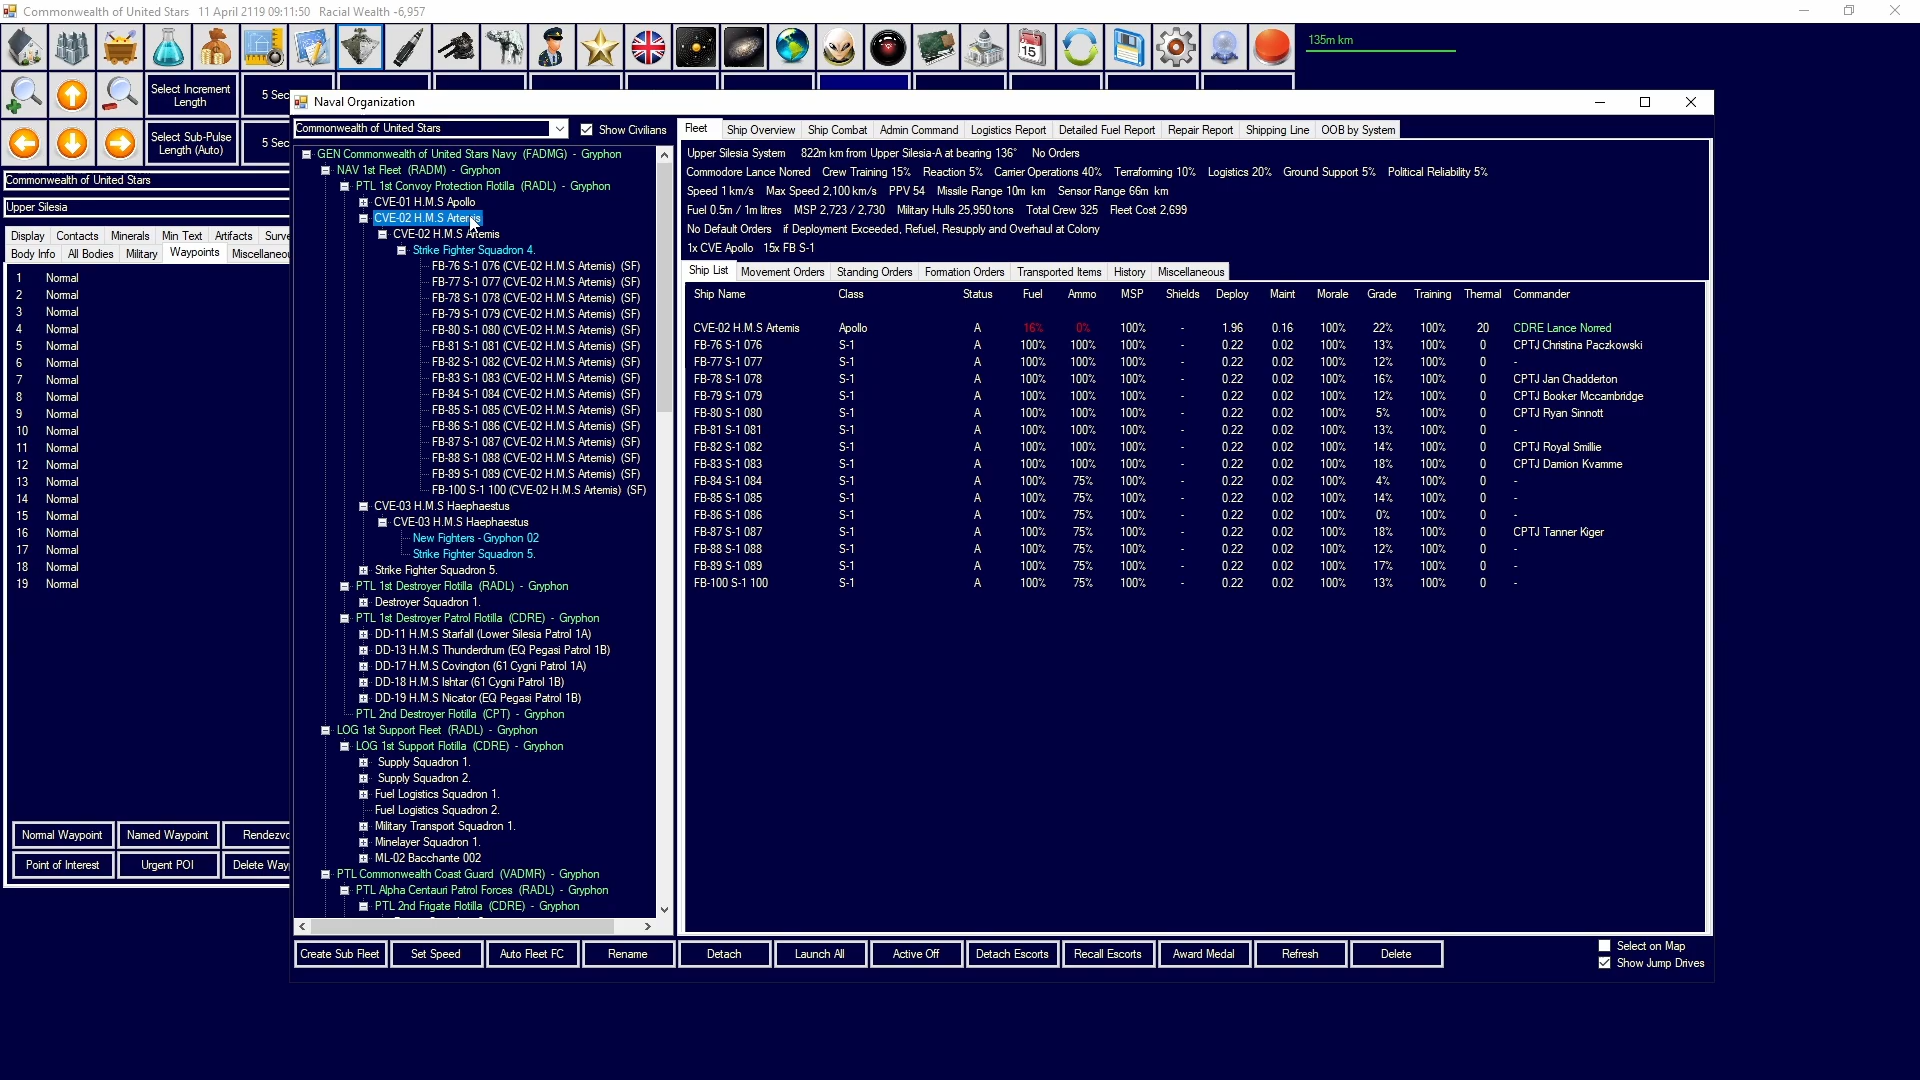 Commonwealth of United Stars   11 April 2119 09:11:50   Racial Wealth -6,957
135m km
Select Increment Length
5 Sec
Select Sub-Pulse Length (Auto)
5 Sec
Commonwealth of United Stars
Upper Silesia
Display Contacts Minerals Min Text Artifacts Surve
Body Info All Bodies Military Waypoints Miscellaneou
1 Normal
2 Normal
3 Normal
4 Normal
5 Normal
6 Normal
7 Normal
8 Normal
9 Normal
10 Normal
11 Normal
12 Normal
13 Normal
14 Normal
15 Normal
16 Normal
17 Normal
18 Normal
19 Normal
Normal Waypoint Named Waypoint Rendezvo
Point of Interest Urgent POI Delete Way
Naval Organization
Commonwealth of United Stars Show Civilians
GEN Commonwealth of United Stars Navy (FADMG) - Gryphon
NAV 1st Fleet (RADM) - Gryphon
PTL 1st Convoy Protection Flotilla (RADL) - Gryphon
CVE-01 H.M.S Apollo
CVE-02 H.M.S Artemis
CVE-02 H.M.S Artemis
Strike Fighter Squadron 4.
FB-76 S-1 076 (CVE-02 H.M.S Artemis) (SF)
FB-77 S-1 077 (CVE-02 H.M.S Artemis) (SF)
FB-78 S-1 078 (CVE-02 H.M.S Artemis) (SF)
FB-79 S-1 079 (CVE-02 H.M.S Artemis) (SF)
FB-80 S-1 080 (CVE-02 H.M.S Artemis) (SF)
FB-81 S-1 081 (CVE-02 H.M.S Artemis) (SF)
FB-82 S-1 082 (CVE-02 H.M.S Artemis) (SF)
FB-83 S-1 083 (CVE-02 H.M.S Artemis) (SF)
FB-84 S-1 084 (CVE-02 H.M.S Artemis) (SF)
FB-85 S-1 085 (CVE-02 H.M.S Artemis) (SF)
FB-86 S-1 086 (CVE-02 H.M.S Artemis) (SF)
FB-87 S-1 087 (CVE-02 H.M.S Artemis) (SF)
FB-88 S-1 088 (CVE-02 H.M.S Artemis) (SF)
FB-89 S-1 089 (CVE-02 H.M.S Artemis) (SF)
FB-100 S-1 100 (CVE-02 H.M.S Artemis) (SF)
CVE-03 H.M.S Haephaestus
CVE-03 H.M.S Haephaestus
New Fighters - Gryphon 02
Strike Fighter Squadron 5.
Strike Fighter Squadron 5.
PTL 1st Destroyer Flotilla (RADL) - Gryphon
Destroyer Squadron 1.
PTL 1st Destroyer Patrol Flotilla (CDRE) - Gryphon
DD-11 H.M.S Starfall (Lower Silesia Patrol 1A)
DD-13 H.M.S Thunderdrum (EQ Pegasi Patrol 1B)
DD-17 H.M.S Covington (61 Cygni Patrol 1A)
DD-18 H.M.S Ishtar (61 Cygni Patrol 1B)
DD-19 H.M.S Nicator (EQ Pegasi Patrol 1B)
PTL 2nd Destroyer Flotilla (CPT) - Gryphon
LOG 1st Support Fleet (RADL) - Gryphon
LOG 1st Support Flotilla (CDRE) - Gryphon
Supply Squadron 1.
Supply Squadron 2.
Fuel Logistics Squadron 1.
Fuel Logistics Squadron 2.
Military Transport Squadron 1.
Minelayer Squadron 1.
ML-02 Bacchante 002
PTL Commonwealth Coast Guard (VADMR) - Gryphon
PTL Alpha Centauri Patrol Forces (RADL) - Gryphon
PTL 2nd Frigate Flotilla (CDRE) - Gryphon
Fleet Ship Overview Ship Combat Admin Command Logistics Report Detailed Fuel Report Repair Report Shipping Line OOB by System
Upper Silesia System 822m km from Upper Silesia-A at bearing 136° No Orders
Commodore Lance Norred Crew Training 15% Reaction 5% Carrier Operations 40% Terraforming 10% Logistics 20% Ground Support 5% Political Reliability 5%
Speed 1 km/s Max Speed 2,100 km/s PPV 54 Missile Range 10m km Sensor Range 66m km
Fuel 0.5m / 1m litres MSP 2,723 / 2,730 Military Hulls 25,950 tons Total Crew 325 Fleet Cost 2,699
No Default Orders if Deployment Exceeded, Refuel, Resupply and Overhaul at Colony
1x CVE Apollo 15x FB S-1
Ship List Movement Orders Standing Orders Formation Orders Transported Items History Miscellaneous
Ship Name Class Status Fuel Ammo MSP Shields Deploy Maint Morale Grade Training Thermal Commander
CVE-02 H.M.S Artemis Apollo A 16% 0% 100% - 1.96 0.16 100% 22% 100% 20 CDRE Lance Norred
FB-76 S-1 076 S-1 A 100% 100% 100% - 0.22 0.02 100% 13% 100% 0 CPTJ Christina Paczkowski
FB-77 S-1 077 S-1 A 100% 100% 100% - 0.22 0.02 100% 12% 100% 0 -
FB-78 S-1 078 S-1 A 100% 100% 100% - 0.22 0.02 100% 16% 100% 0 CPTJ Jan Chadderton
FB-79 S-1 079 S-1 A 100% 100% 100% - 0.22 0.02 100% 12% 100% 0 CPTJ Booker Mccambridge
FB-80 S-1 080 S-1 A 100% 100% 100% - 0.22 0.02 100% 5% 100% 0 CPTJ Ryan Sinnott
FB-81 S-1 081 S-1 A 100% 100% 100% - 0.22 0.02 100% 13% 100% 0 -
FB-82 S-1 082 S-1 A 100% 100% 100% - 0.22 0.02 100% 14% 100% 0 CPTJ Royal Smillie
FB-83 S-1 083 S-1 A 100% 100% 100% - 0.22 0.02 100% 18% 100% 0 CPTJ Damion Kvamme
FB-84 S-1 084 S-1 A 100% 75% 100% - 0.22 0.02 100% 4% 100% 0 -
FB-85 S-1 085 S-1 A 100% 75% 100% - 0.22 0.02 100% 14% 100% 0 -
FB-86 S-1 086 S-1 A 100% 75% 100% - 0.22 0.02 100% 0% 100% 0 -
FB-87 S-1 087 S-1 A 100% 75% 100% - 0.22 0.02 100% 18% 100% 0 CPTJ Tanner Kiger
FB-88 S-1 088 S-1 A 100% 75% 100% - 0.22 0.02 100% 12% 100% 0 -
FB-89 S-1 089 S-1 A 100% 75% 100% - 0.22 0.02 100% 17% 100% 0 -
FB-100 S-1 100 S-1 A 100% 75% 100% - 0.22 0.02 100% 13% 100% 0 -
Create Sub Fleet Set Speed Auto Fleet FC Rename Detach Launch All Active Off Detach Escorts Recall Escorts Award Medal Refresh Delete
Select on Map
Show Jump Drives